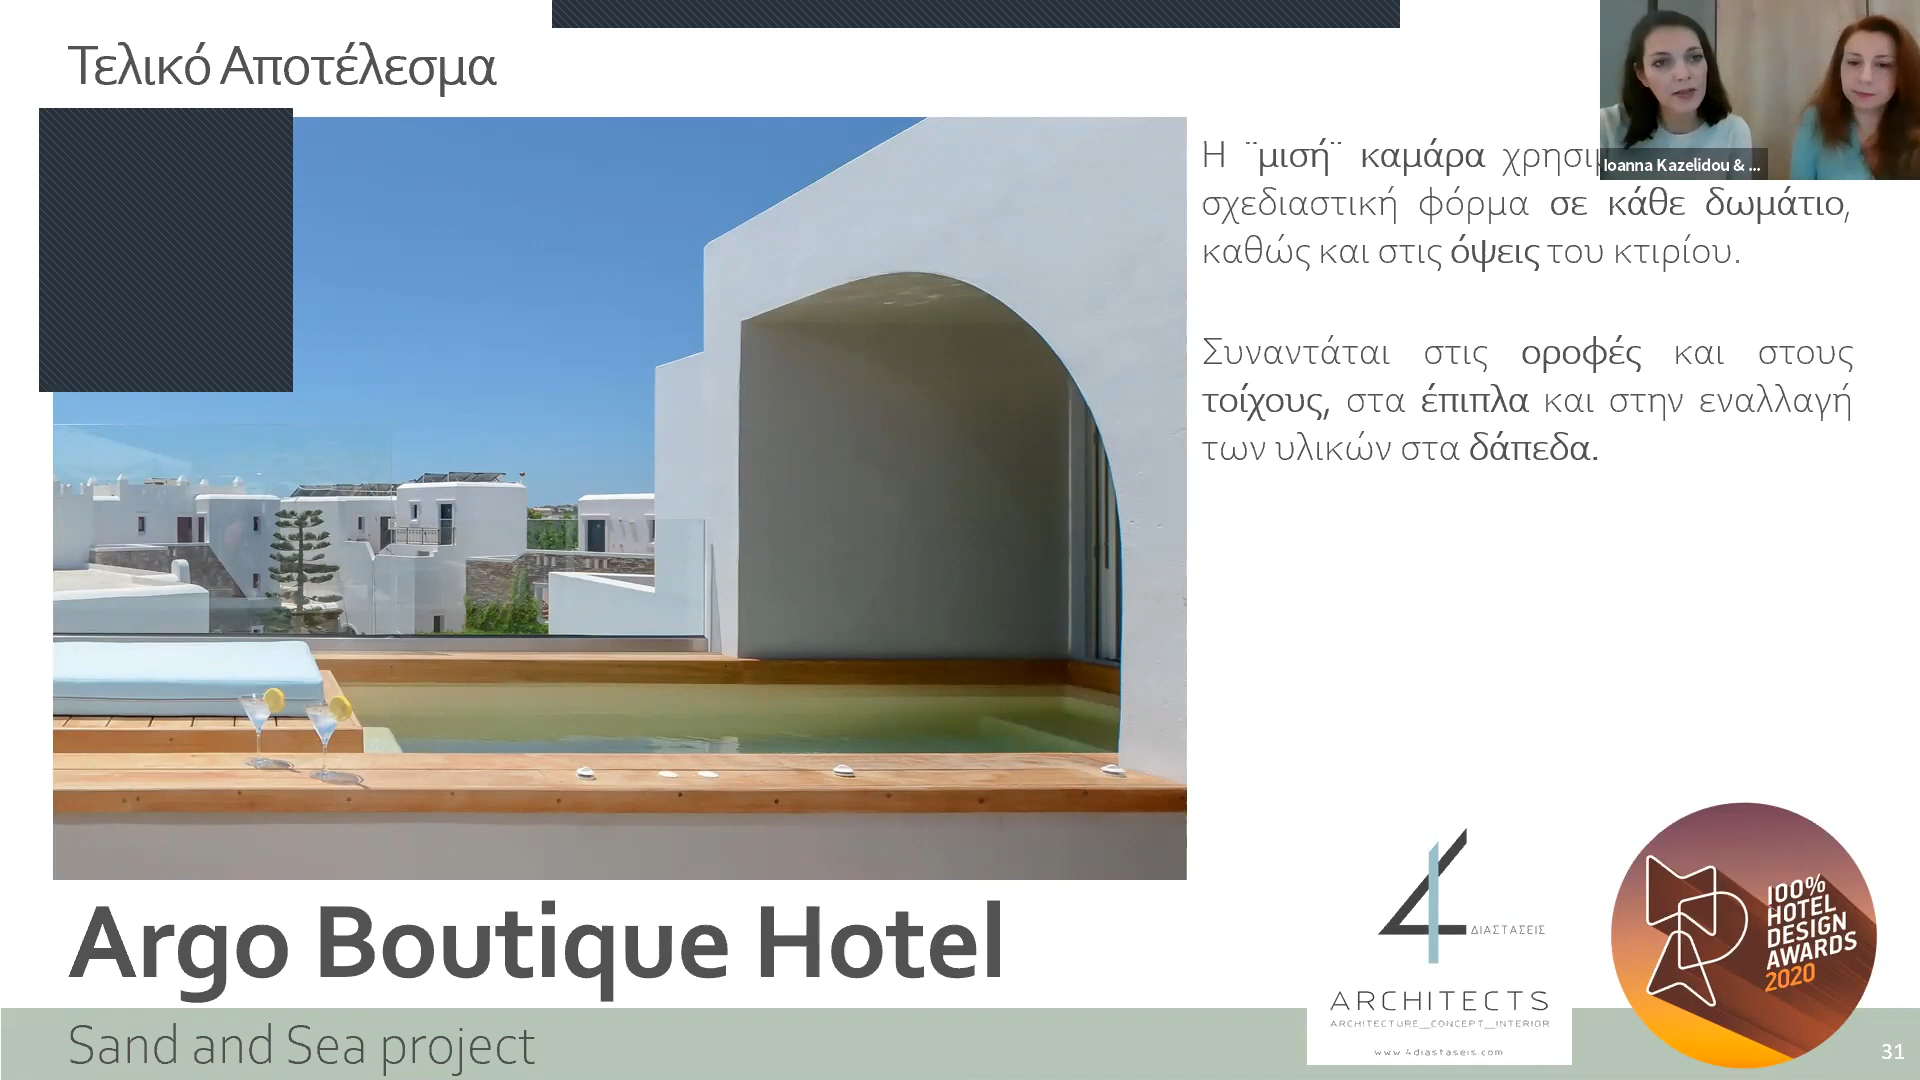 Τελικό Αποτέλεσμα
Ioanna Kazelidou & ...
Η ¨μισή¨ καμάρα
σχεδιαστική φόρμα σε κάθε δωμάτιο,
καθώς και στις όψεις του κτιρίου.
Συναντάται στις οροφές και στους
τοίχους, στα έπιπλα και στην εναλλαγή
των υλικών στα δάπεδα.
4 ΔΙΑΣΤΑΣΕΙΣ
ARCHITECTS
ARCHITECTURE_CONCEPT_INTERIOR
www.4diastaseis.com
100%
HOTEL
DESIGN
AWARDS
2020
Argo Boutique Hotel
Sand and Sea project
31